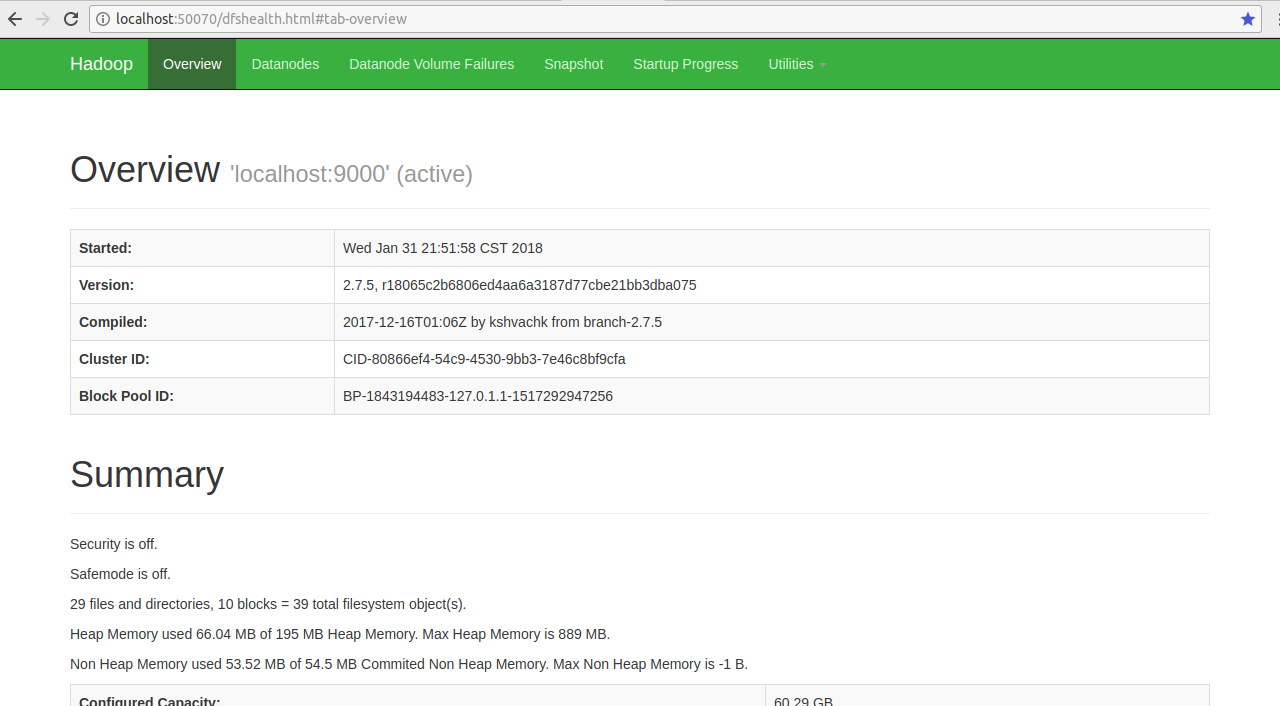 localhost:50070/dfshealth.html#tab-overview
Hadoop Overview Datanodes Datanode Volume Failures Snapshot Startup Progress Utilities
Overview 'localhost:9000' (active)
Started: Wed Jan 31 21:51:58 CST 2018
Version: 2.7.5, r18065c2b6806ed4aa6a3187d77cbe21bb3dba075
Compiled: 2017-12-16T01:06Z by kshvachk from branch-2.7.5
Cluster ID: CID-80866ef4-54c9-4530-9bb3-7e46c8bf9cfa
Block Pool ID: BP-1843194483-127.0.1.1-1517292947256
Summary
Security is off.
Safemode is off.
29 files and directories, 10 blocks = 39 total filesystem object(s).
Heap Memory used 66.04 MB of 195 MB Heap Memory. Max Heap Memory is 889 MB.
Non Heap Memory used 53.52 MB of 54.5 MB Commited Non Heap Memory. Max Non Heap Memory is -1 B.
Configured Capacity: 60.29 GB